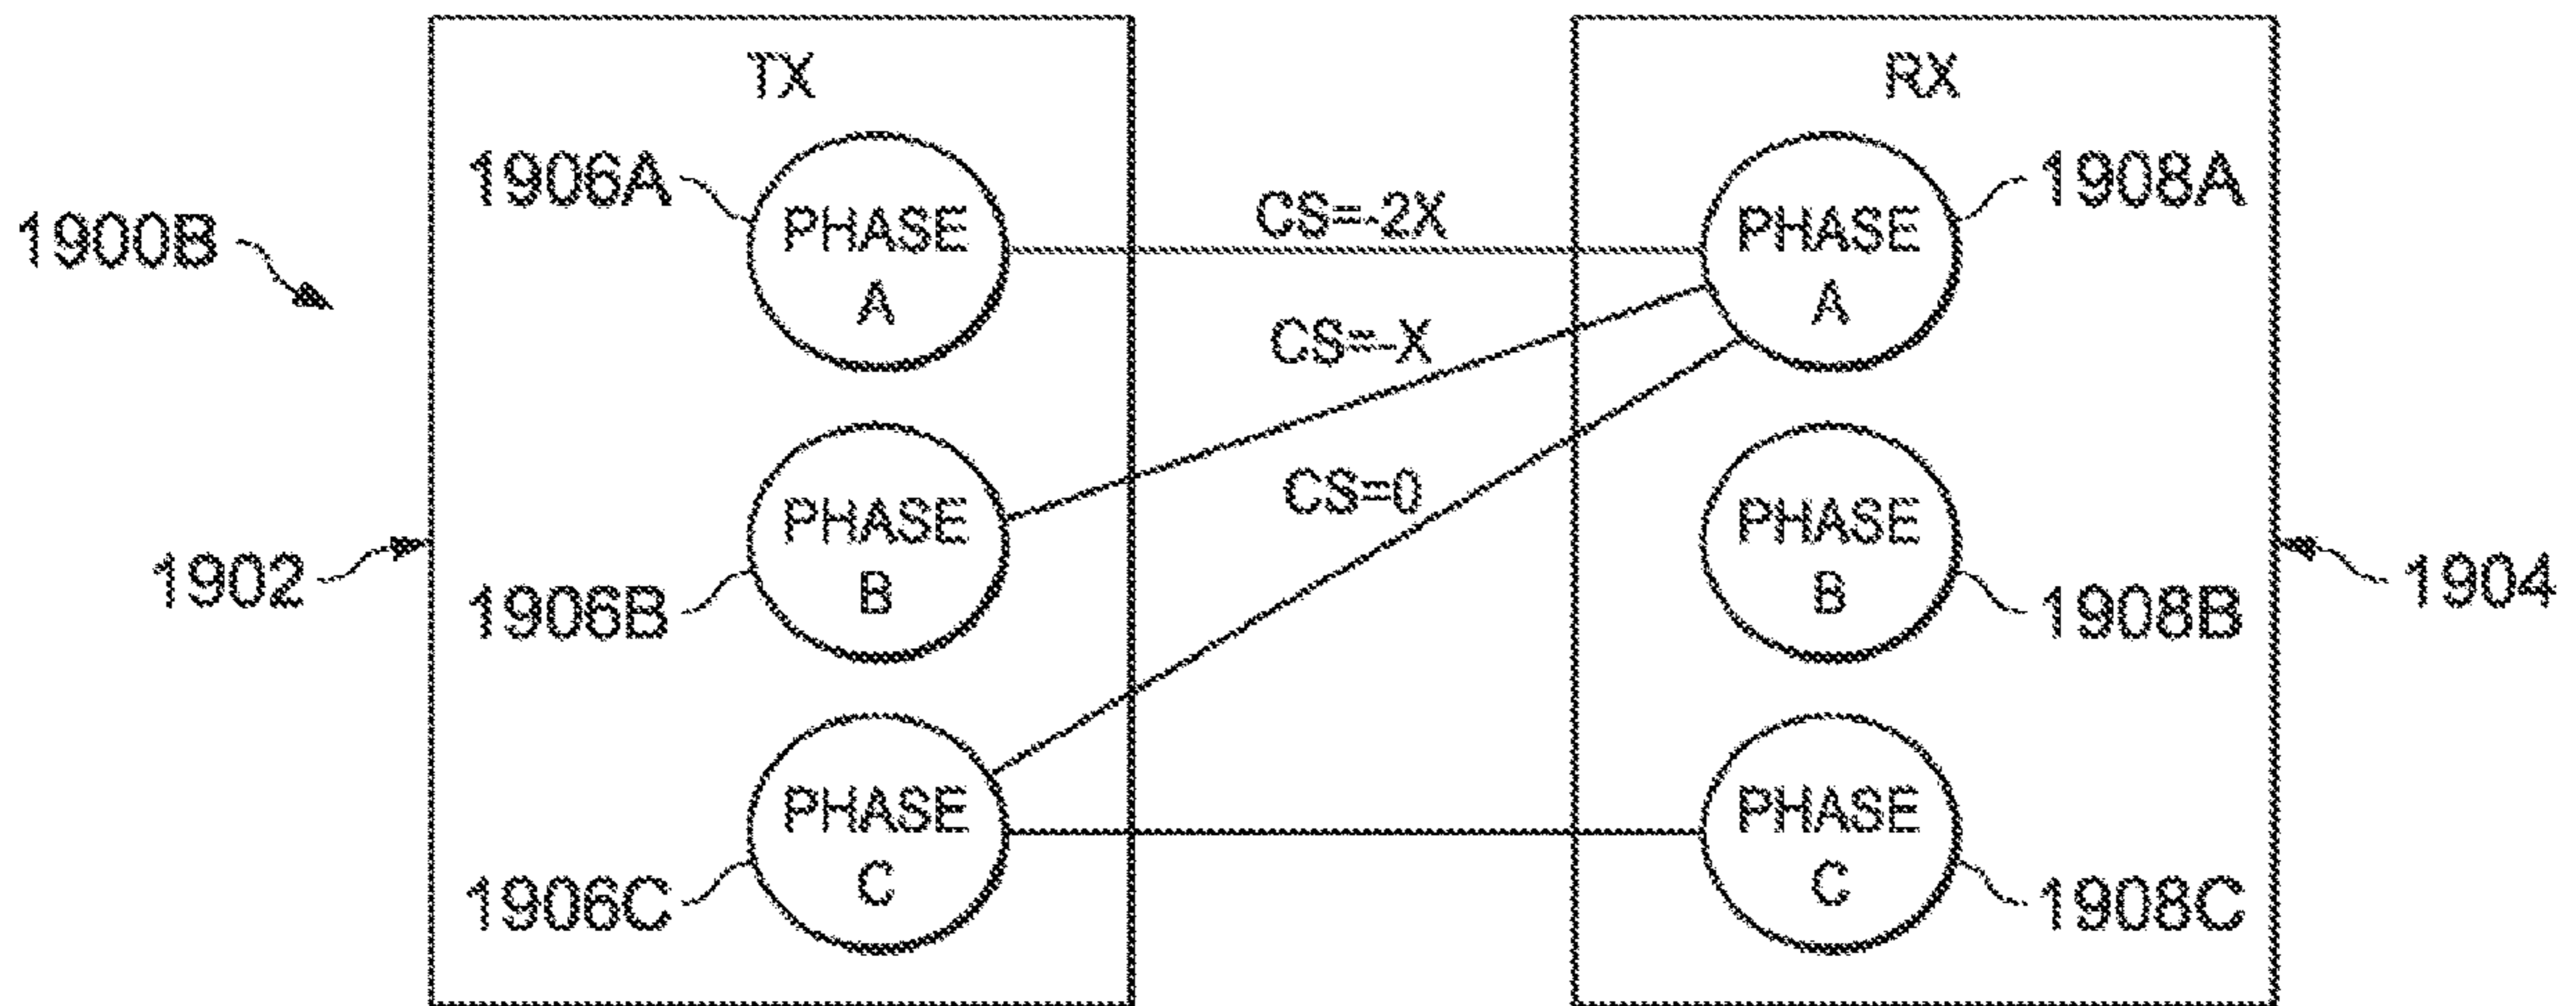 TX
RX
1906A
PHASE
A
CS=-2X
PHASE
A
1908A
1900B
CS=-X
CS=0
1902
1906B
PHASE
B
PHASE
B
1908B
1904
1906C
PHASE
C
PHASE
C
1908C